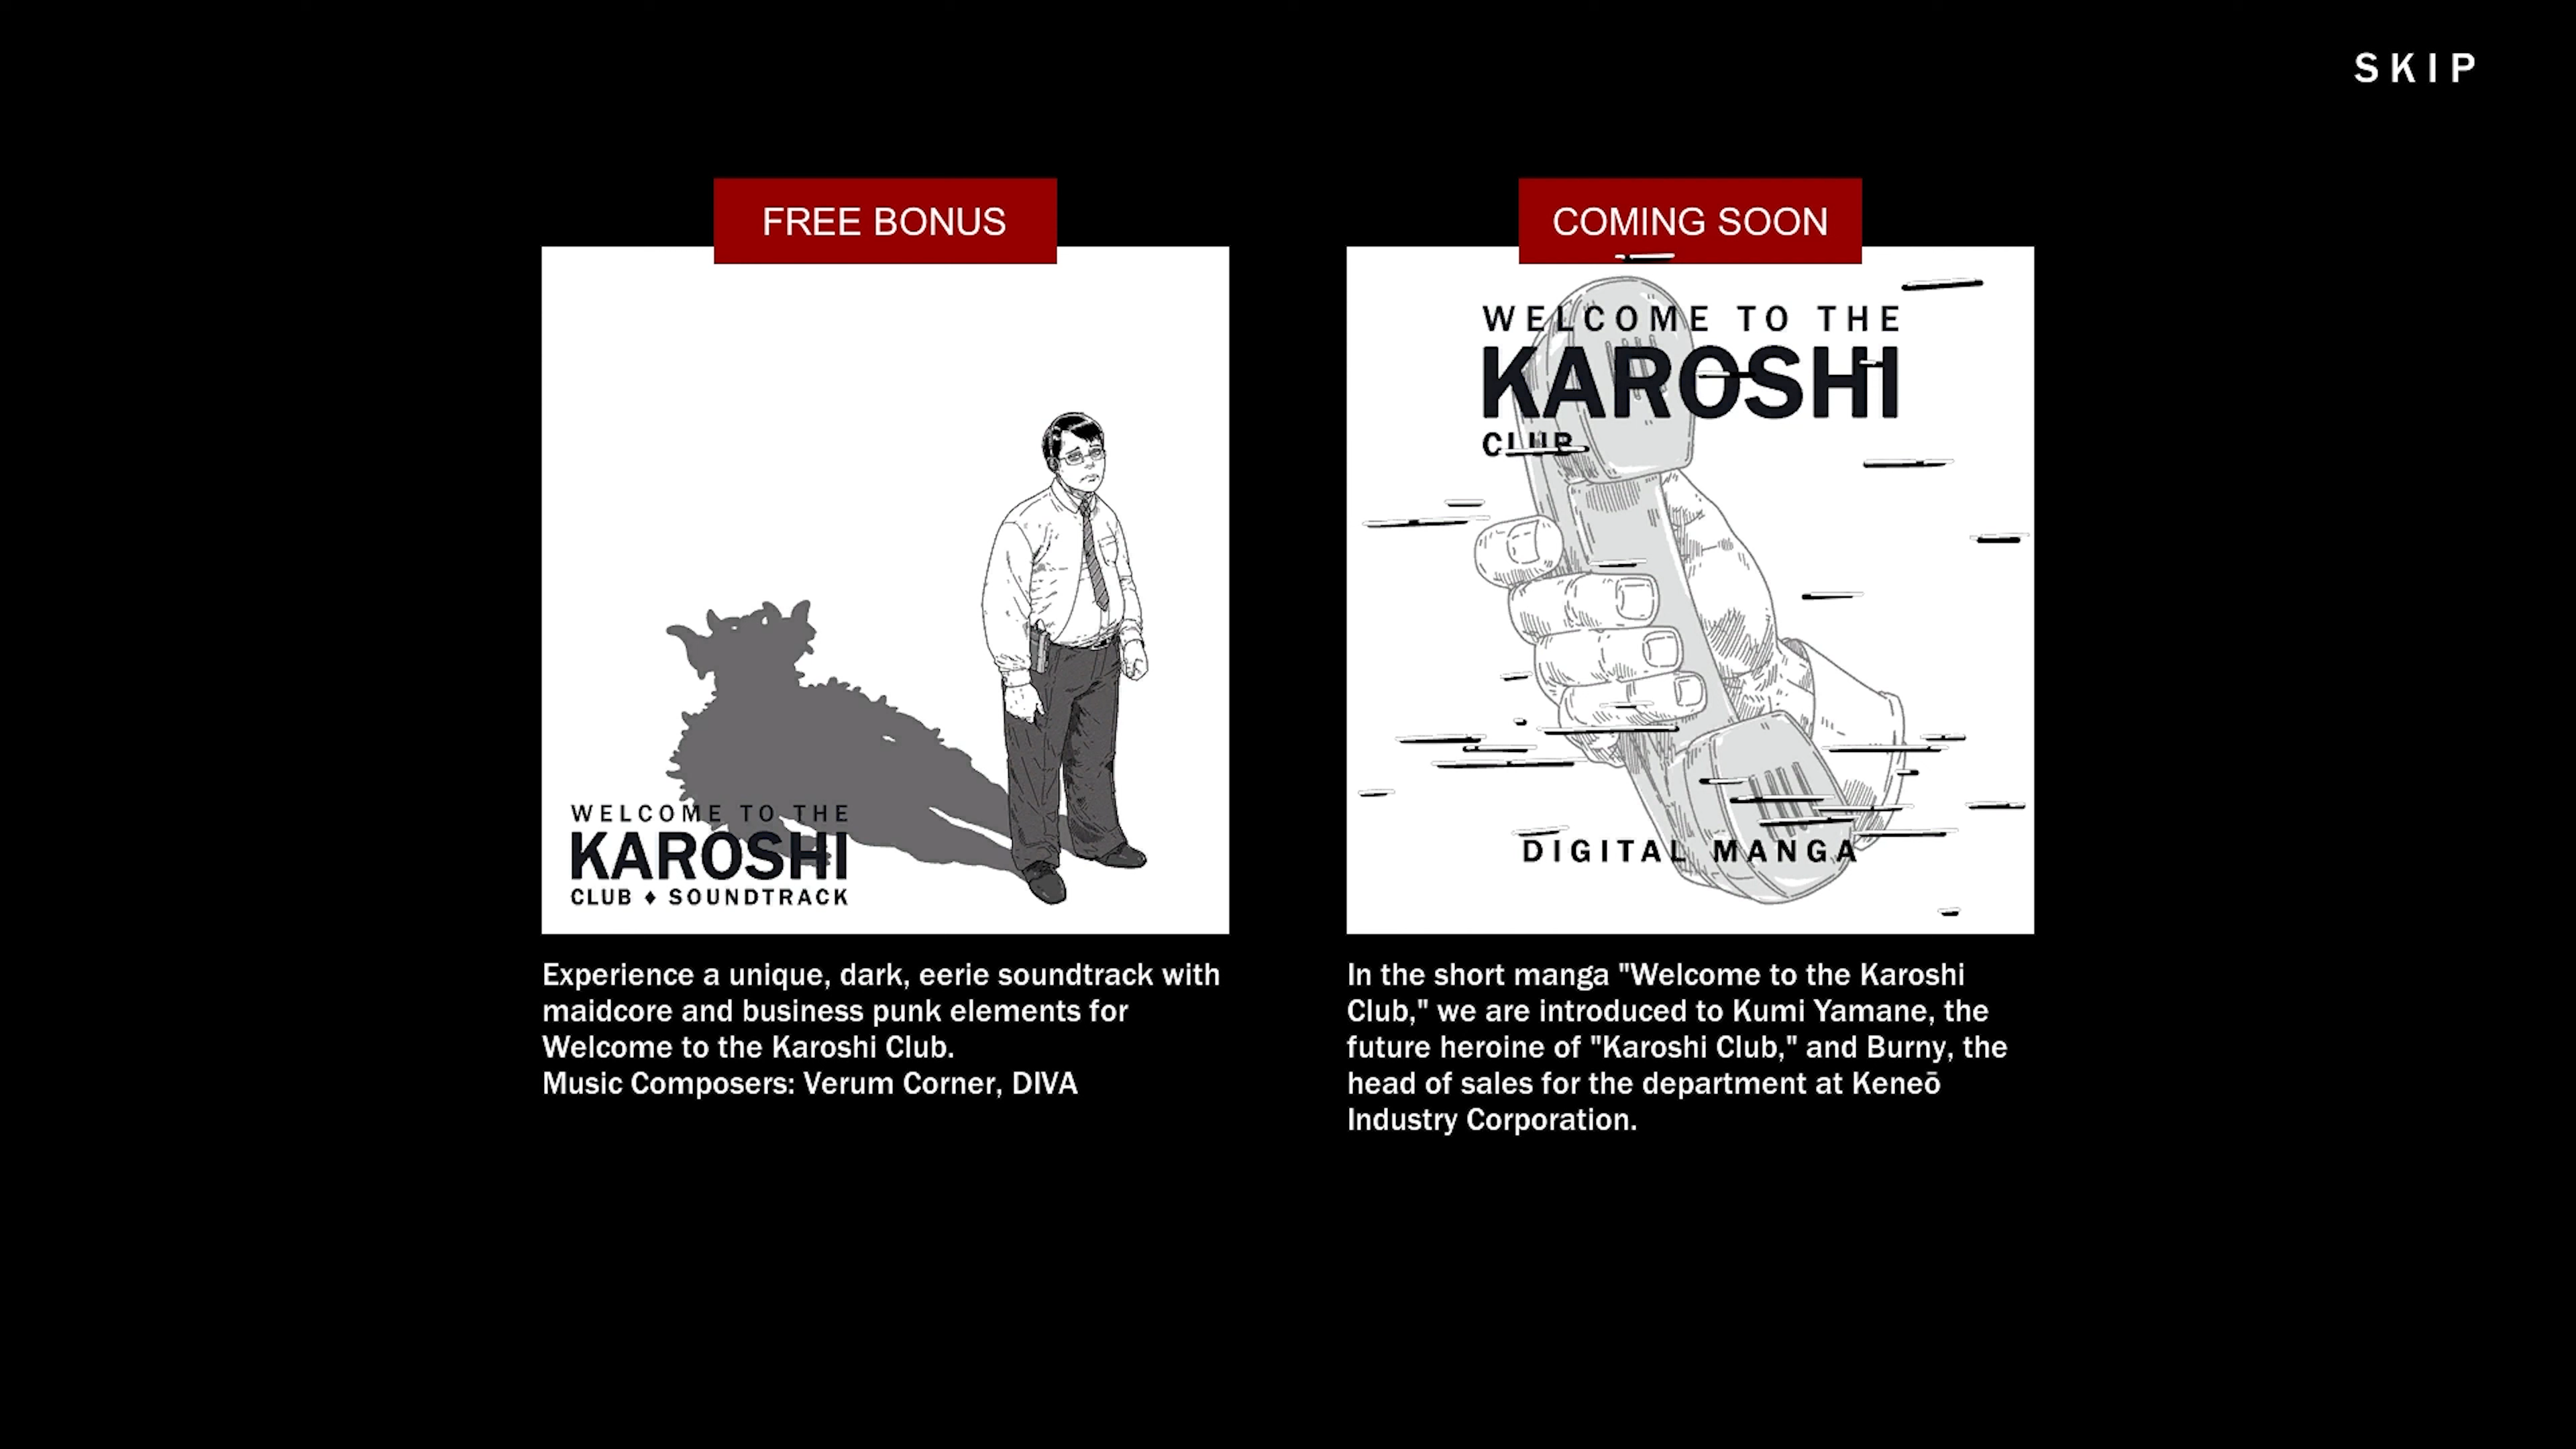 SKIP
FREE BONUS
WELCOME TO THE
KAROSHI
CLUB ♦ SOUNDTRACK
Experience a unique, dark, eerie soundtrack with
maidcore and business punk elements for
Welcome to the Karoshi Club.
Music Composers: Verum Corner, DIVA
COMING SOON
WELCOME TO THE
KAROSHI
CLUB
DIGITAL MANGA
In the short manga "Welcome to the Karoshi
Club," we are introduced to Kumi Yamane, the
future heroine of "Karoshi Club," and Burny, the
head of sales for the department at Keneō
Industry Corporation.